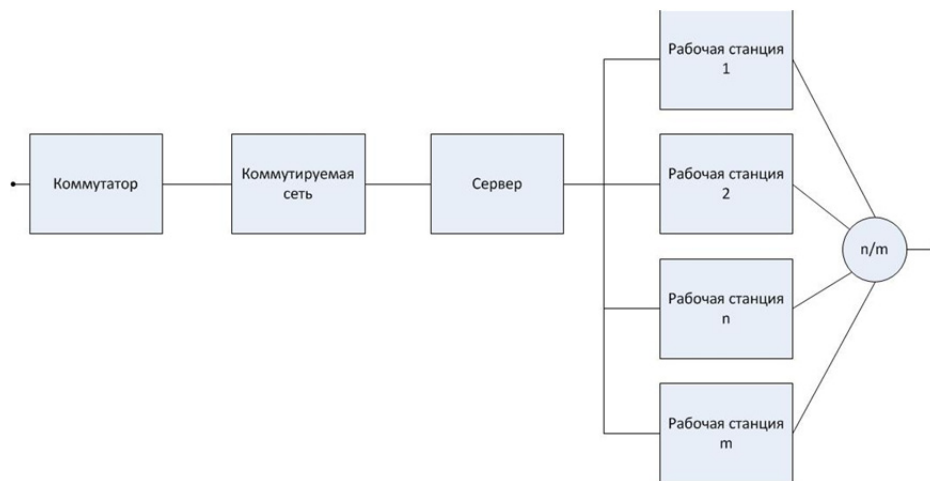 Коммутатор
Коммутируемая
сеть
Сервер
Рабочая станция
1
Рабочая станция
2
Рабочая станция
n
Рабочая станция
m
n/m